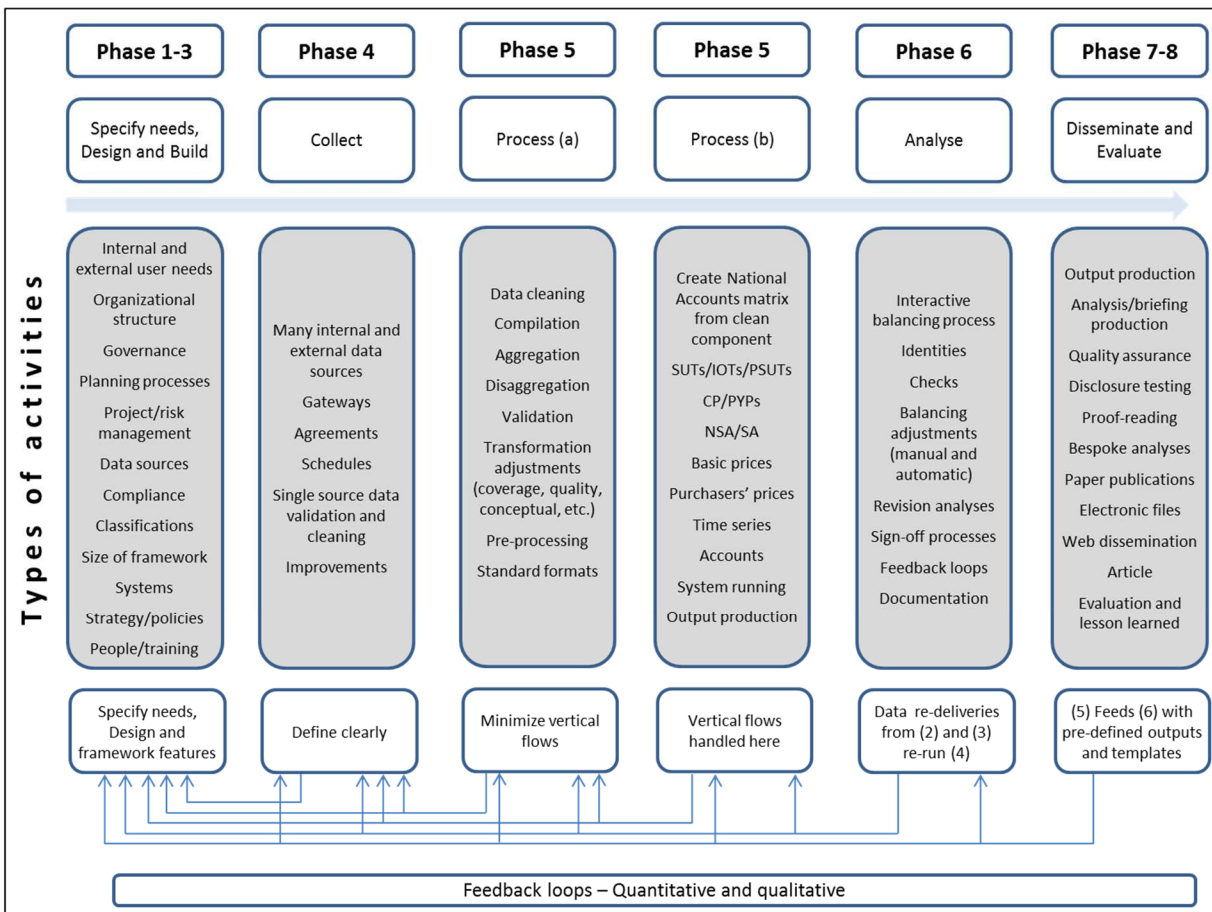 Phase 1-3
Phase 4
Phase 5
Phase 5
Phase 6
Phase 7-8
Specify needs,
Design and Build
Collect
Process (a)
Process (b)
Analyse
Disseminate and
Evaluate
Types of activities
Internal and
external user needs
Organizational
structure
Governance
Planning processes
Project/risk
management
Data sources
Compliance
Classifications
Size of framework
Systems
Strategy/policies
People/training
Many internal and
external data
sources
Gateways
Agreements
Schedules
Single source data
validation and
cleaning
Improvements
Data cleaning
Compilation
Aggregation
Disaggregation
Validation
Transformation
adjustments
(coverage, quality,
conceptual, etc.)
Pre-processing
Standard formats
Create National
Accounts matrix
from clean
component
SUTs/IOTs/PSUTs
CP/PYPs
NSA/SA
Basic prices
Purchasers’ prices
Time series
Accounts
System running
Output production
Interactive
balancing process
Identities
Checks
Balancing
adjustments
(manual and
automatic)
Revision analyses
Sign-off processes
Feedback loops
Documentation
Output production
Analysis/briefing
production
Quality assurance
Disclosure testing
Proof-reading
Bespoke analyses
Paper publications
Electronic files
Web dissemination
Article
Evaluation and
lesson learned
Specify needs,
Design and
framework features
Define clearly
Minimize vertical
flows
Vertical flows
handled here
Data re-deliveries
from (2) and (3)
re-run (4)
(5) Feeds (6) with
pre-defined outputs
and templates
Feedback loops – Quantitative and qualitative